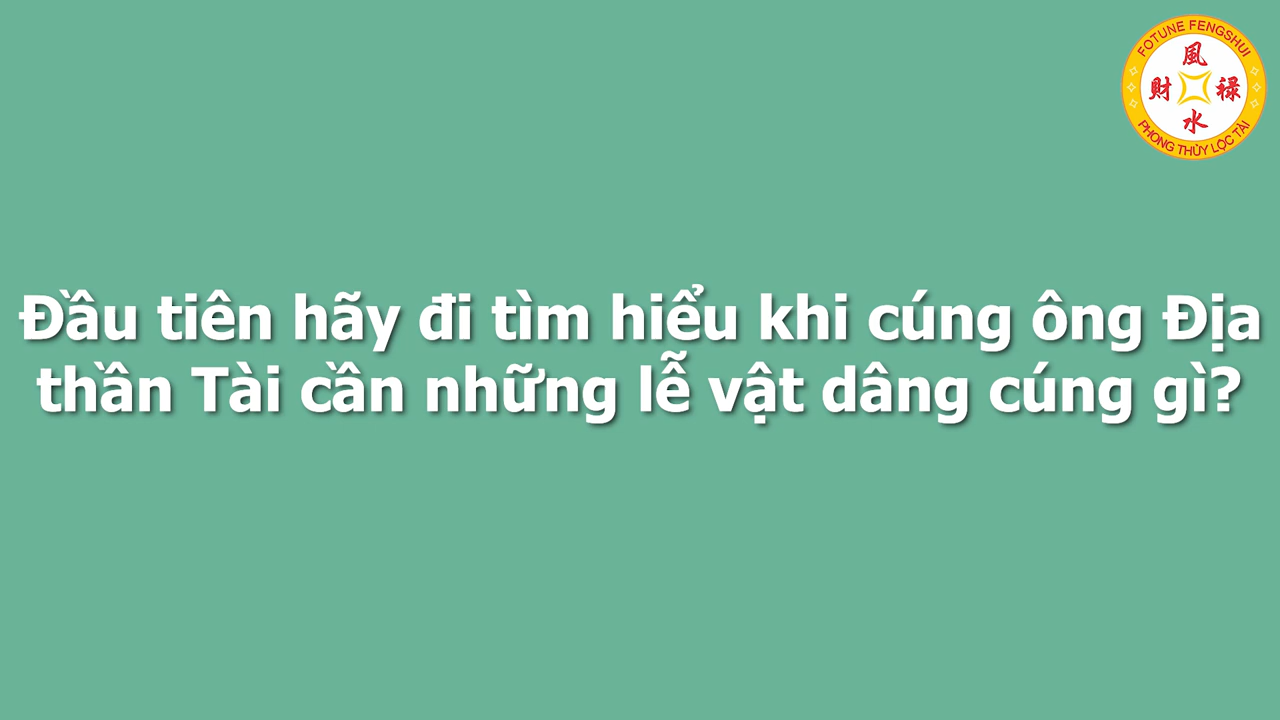 FOTUNE FENGSHUI
風
財 禄
水
PHONG THỦY LỘC TÀI
Đầu tiên hãy đi tìm hiểu khi cúng ông Địa
thần Tài cần những lễ vật dâng cúng gì?